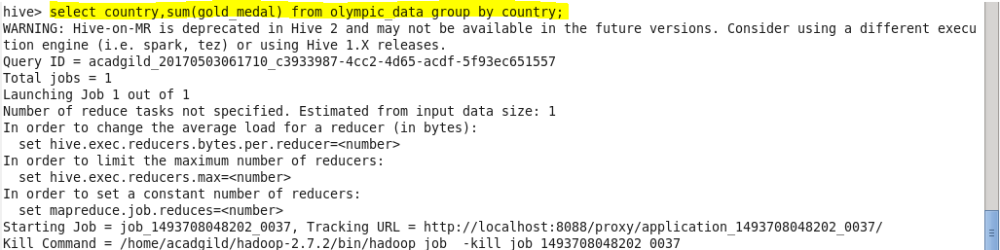 hive> select country,sum(gold_medal) from olympic_data group by country;
WARNING: Hive-on-MR is deprecated in Hive 2 and may not be available in the future versions. Consider using a different execu
tion engine (i.e. spark, tez) or using Hive 1.X releases.
Query ID = acadgild_20170503061710_c3933987-4cc2-4d65-acdf-5f93ec651557
Total jobs = 1
Launching Job 1 out of 1
Number of reduce tasks not specified. Estimated from input data size: 1
In order to change the average load for a reducer (in bytes):
  set hive.exec.reducers.bytes.per.reducer=<number>
In order to limit the maximum number of reducers:
  set hive.exec.reducers.max=<number>
In order to set a constant number of reducers:
  set mapreduce.job.reduces=<number>
Starting Job = job_1493708048202_0037, Tracking URL = http://localhost:8088/proxy/application_1493708048202_0037/
Kill Command = /home/acadgild/hadoop-2.7.2/bin/hadoop job  -kill job_1493708048202_0037